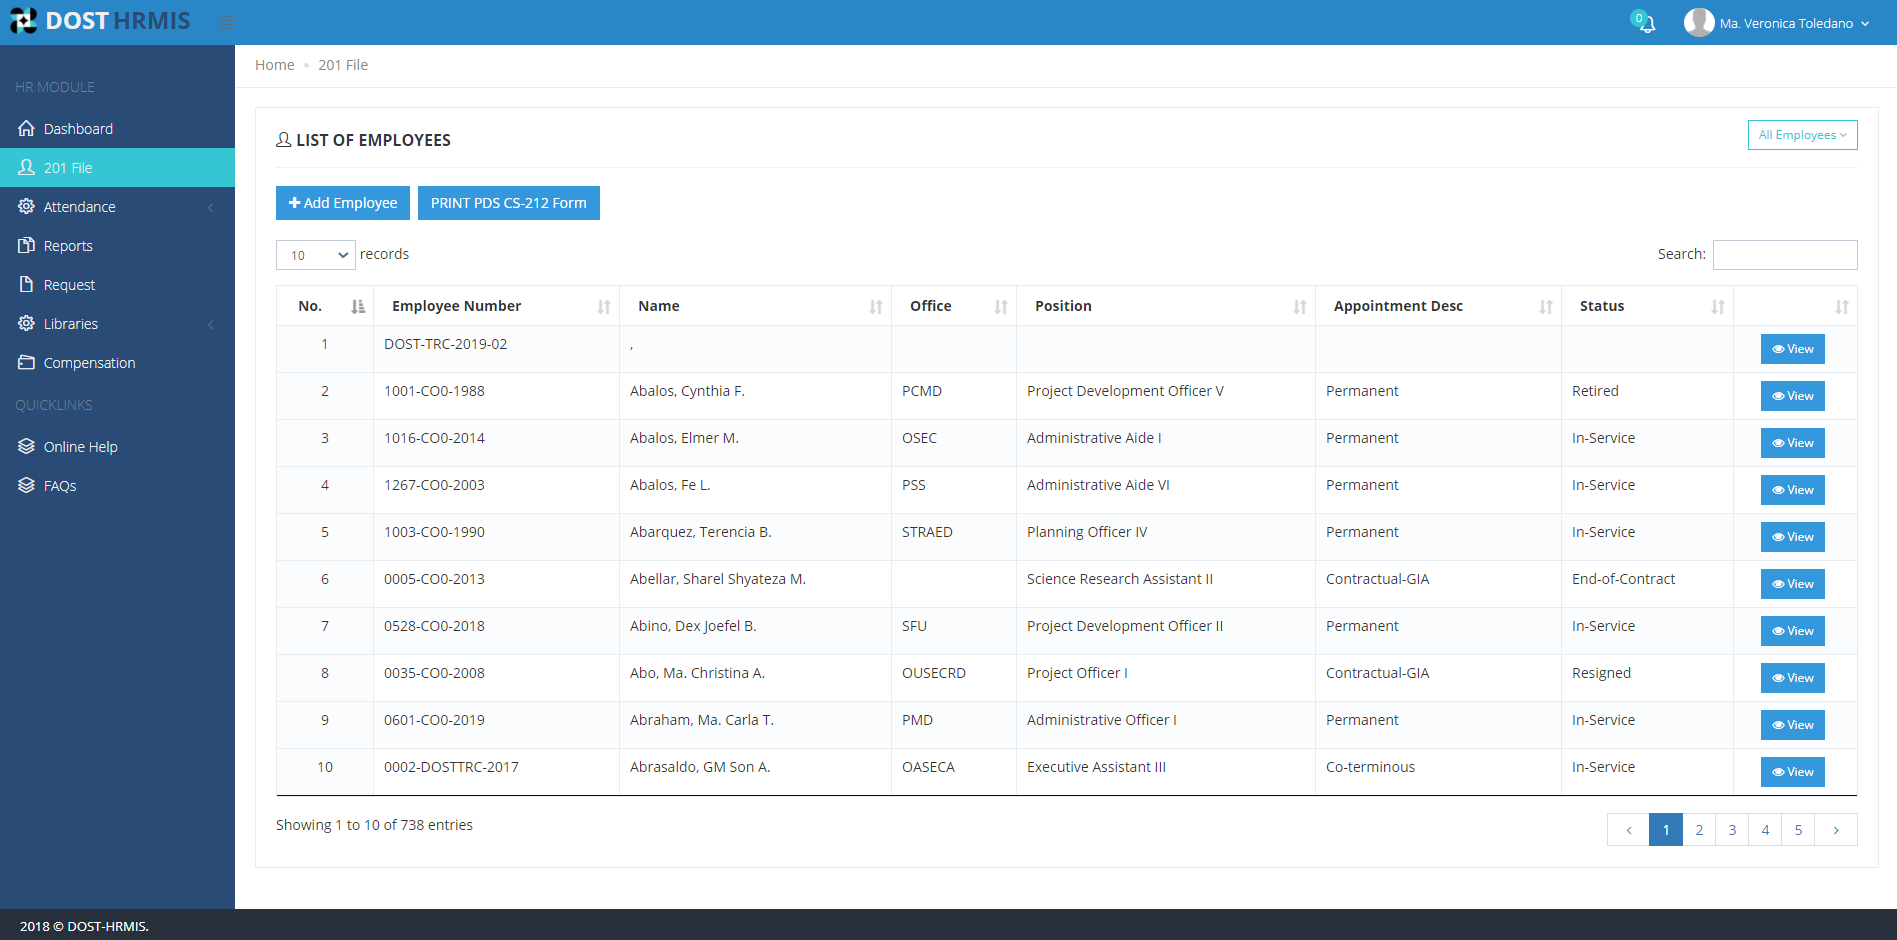 DOST HRMIS
0
Ma. Veronica Toledano
HR MODULE
Dashboard
201 File
Attendance
Reports
Request
Libraries
Compensation
QUICKLINKS
Online Help
FAQs
Home • 201 File
LIST OF EMPLOYEES
All Employees
Add Employee PRINT PDS CS-212 Form
10 records
Search:
No. Employee Number Name Office Position Appointment Desc Status
1 DOST-TRC-2019-02 , View
2 1001-CO0-1988 Abalos, Cynthia F. PCMD Project Development Officer V Permanent Retired View
3 1016-CO0-2014 Abalos, Elmer M. OSEC Administrative Aide I Permanent In-Service View
4 1267-CO0-2003 Abalos, Fe L. PSS Administrative Aide VI Permanent In-Service View
5 1003-CO0-1990 Abarquez, Terencia B. STRAED Planning Officer IV Permanent In-Service View
6 0005-CO0-2013 Abellar, Sharel Shyateza M. Science Research Assistant II Contractual-GIA End-of-Contract View
7 0528-CO0-2018 Abino, Dex Joefel B. SFU Project Development Officer II Permanent In-Service View
8 0035-CO0-2008 Abo, Ma. Christina A. OUSECRD Project Officer I Contractual-GIA Resigned View
9 0601-CO0-2019 Abraham, Ma. Carla T. PMD Administrative Officer I Permanent In-Service View
10 0002-DOSTTRC-2017 Abrasaldo, GM Son A. OASECA Executive Assistant III Co-terminous In-Service View
Showing 1 to 10 of 738 entries
1 2 3 4 5
2018 © DOST-HRMIS.